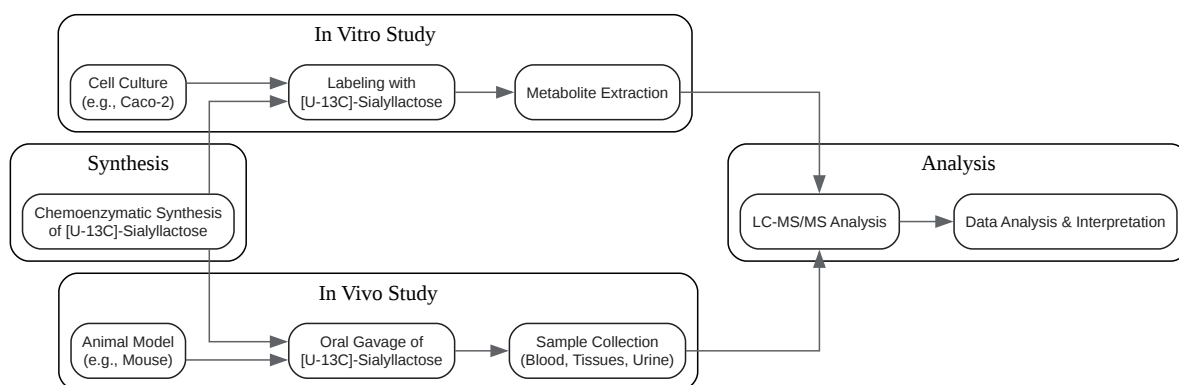 In Vitro Study
Cell Culture
(e.g., Caco-2)
Labeling with
[U-13C]-Sialyllactose
Metabolite Extraction
Synthesis
Chemoenzymatic Synthesis
of [U-13C]-Sialyllactose
Analysis
LC-MS/MS Analysis
Data Analysis & Interpretation
In Vivo Study
Animal Model
(e.g., Mouse)
Oral Gavage of
[U-13C]-Sialyllactose
Sample Collection
(Blood, Tissues, Urine)